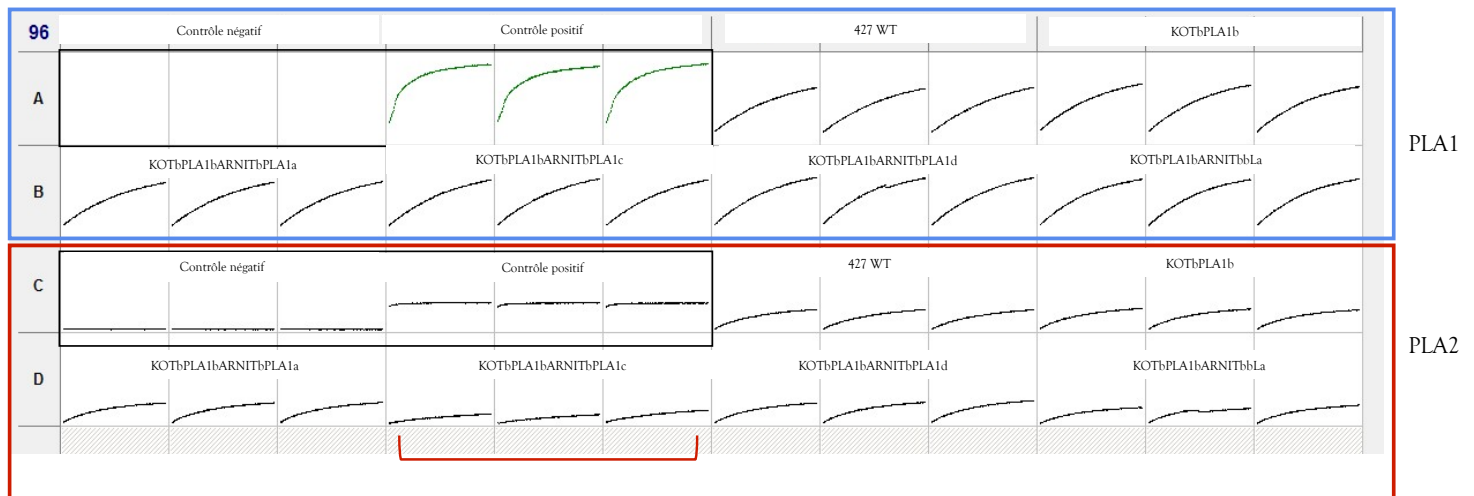 96 Contrôle négatif Contrôle positif 427 WT KOTbPLA1b
A
PLA1
KOTbPLA1bARNITbPLA1a KOTbPLA1bARNITbPLA1c KOTbPLA1bARNITbPLA1d KOTbPLA1bARNITbbLa
B
Contrôle négatif Contrôle positif 427 WT KOTbPLA1b
C
PLA2
KOTbPLA1bARNITbPLA1a KOTbPLA1bARNITbPLA1c KOTbPLA1bARNITbPLA1d KOTbPLA1bARNITbbLa
D